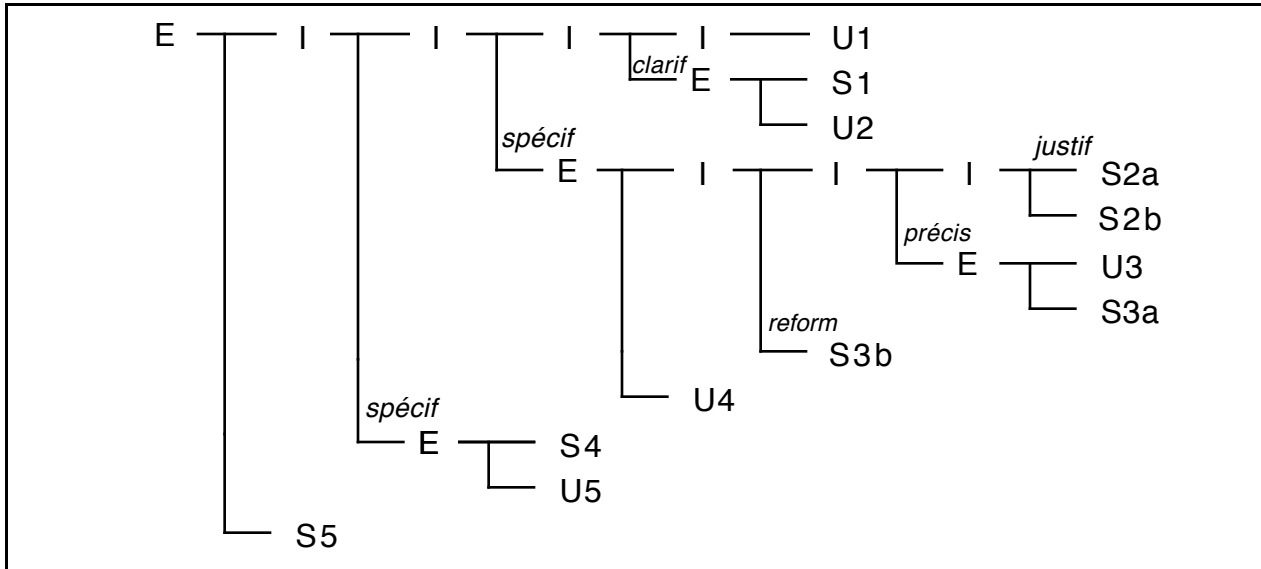 E I I I I U1
clarif E S1
U2
spécif
justif
E I I I S2a
S2b
précis
E U3
S3a
reform
S3b
U4
spécif
E S4
U5
S5